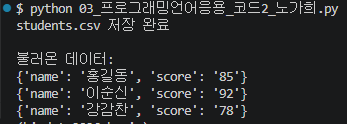 $ python 03_프로그래밍언어응용_코드2_노가희.py
students.csv 저장 완료
불러온 데이터:
{'name': '홍길동', 'score': '85'}
{'name': '이순신', 'score': '92'}
{'name': '강감찬', 'score': '78'}